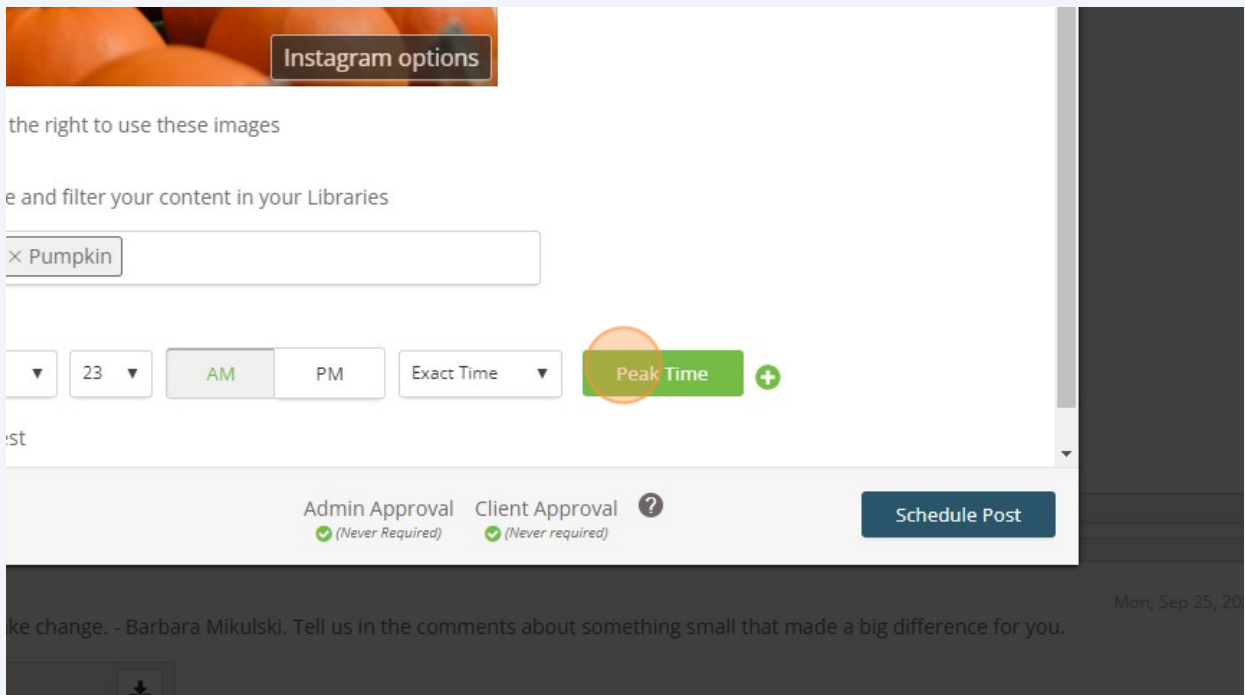 Instagram options
the right to use these images
e and filter your content in your Libraries
× Pumpkin
23 AM PM Exact Time Peak Time
est
Admin Approval Client Approval
(Never Required) (Never required)
Schedule Post
Mon, Sep 25, 20
ke change. - Barbara Mikulski. Tell us in the comments about something small that made a big difference for you.